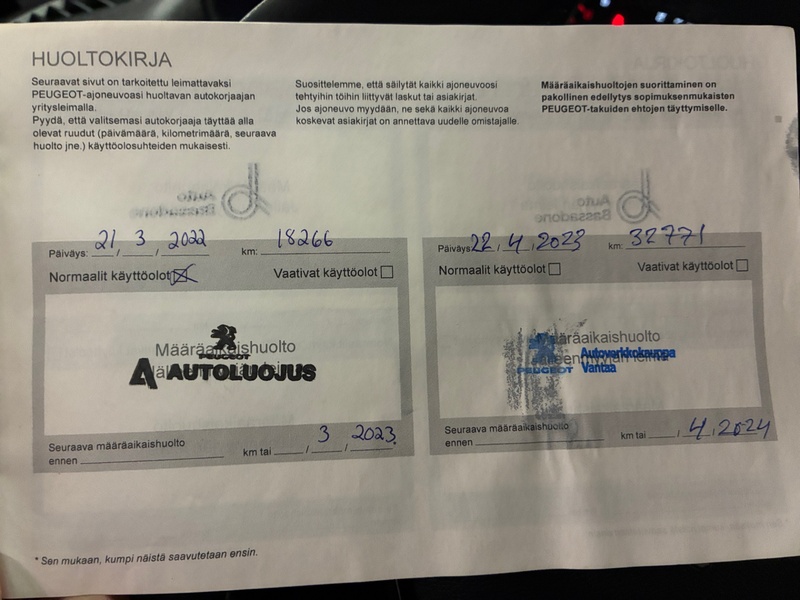 HUOLTOKIRJA
Seuraavat sivut on tarkoitettu leimattavaksi
PEUGEOT-ajoneuvoasi huoltavan autokorjaajan
yritysleimalla.
Pyydä, että valitsemasi autokorjaaja täyttää alla
olevat ruudut (päivämäärä, kilometrimäärä, seuraava
huolto jne.) käyttöolosuhteiden mukaisesti.
Suosittelemme, että säilytät kaikki ajoneuvoosi
tehtyihin töihin liittyvät laskut tai asiakirjat.
Jos ajoneuvo myydään, ne sekä kaikki ajoneuvoa
koskevat asiakirjat on annettava uudelle omistajalle.
Määräaikaishuoltojen suorittaminen on
pakollinen edellytys sopimuksenmukaisten
PEUGEOT-takuiden ehtojen täyttymiselle.
Päiväys: 21 / 3 / 2022 km: 18266
Normaalit käyttöolot Vaativat käyttöolot
Määräaikaishuolto
PEUGEOT
A AUTOLUOJUS
Seuraava määräaikaishuolto
ennen km tai / 3 / 2023
Päiväys: 22 / 4 / 2023 km: 32771
Normaalit käyttöolot Vaativat käyttöolot
Määräaikaishuolto
PEUGEOT Autoverkkokauppa
Vantaa
Seuraava määräaikaishuolto
ennen km tai / 4 / 2024
* Sen mukaan, kumpi näistä saavutetaan ensin.